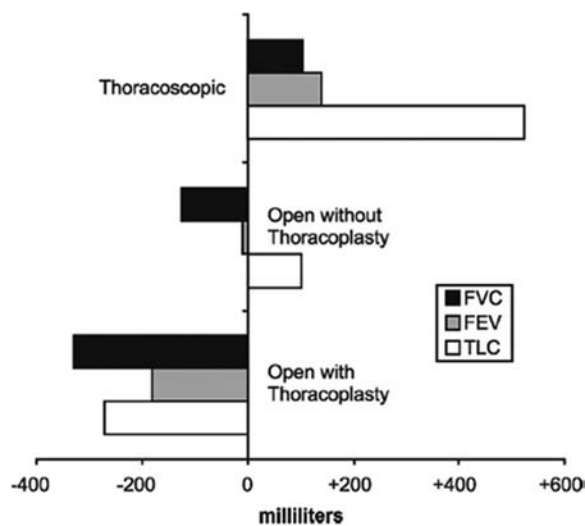 Thoracoscopic
Open without
Thoracoplasty
FVC
FEV
TLC
Open with
Thoracoplasty
-400 -200 0 +200 +400 +600
milliliters